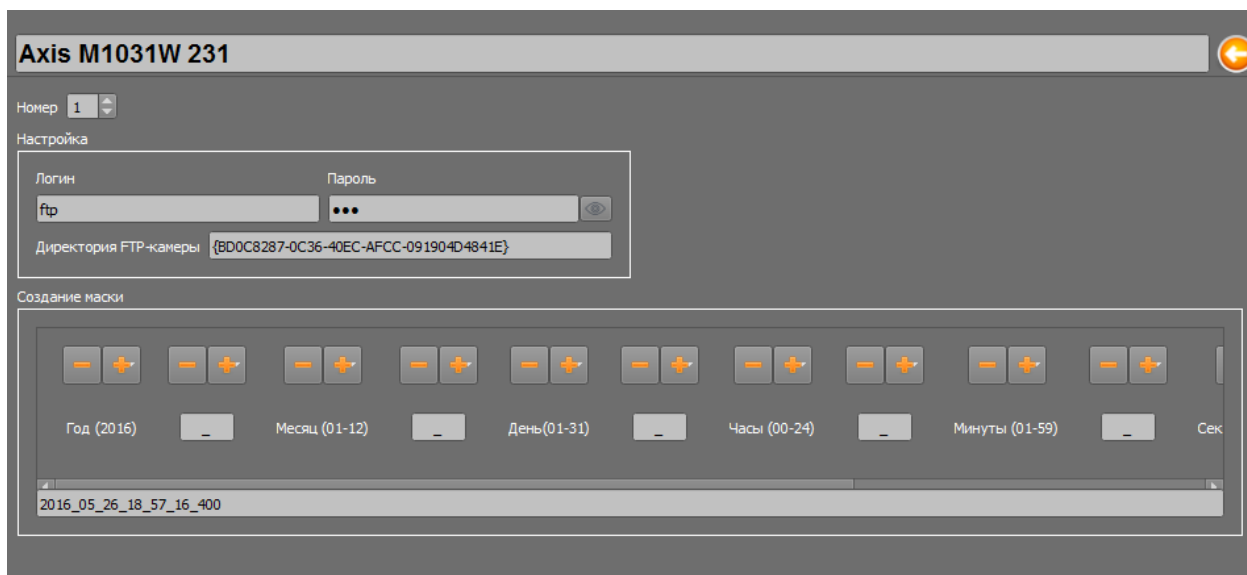 Axis M1031W 231
Номер 1
Настройка
Логин Пароль
ftp •••
Директория FTP-камеры {BD0C8287-0C36-40EC-AFCC-091904D4841E}
Создание маски
Год (2016) _ Месяц (01-12) _ День(01-31) _ Часы (00-24) _ Минуты (01-59) _ Сек
2016_05_26_18_57_16_400